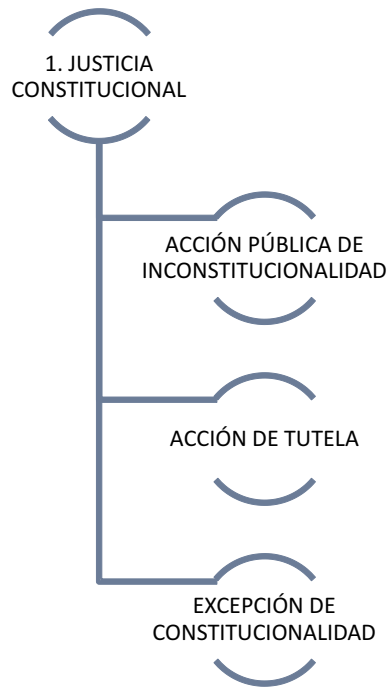 1. JUSTICIA
CONSTITUCIONAL
ACCIÓN PÚBLICA DE
INCONSTITUCIONALIDAD
ACCIÓN DE TUTELA
EXCEPCIÓN DE
CONSTITUCIONALIDAD